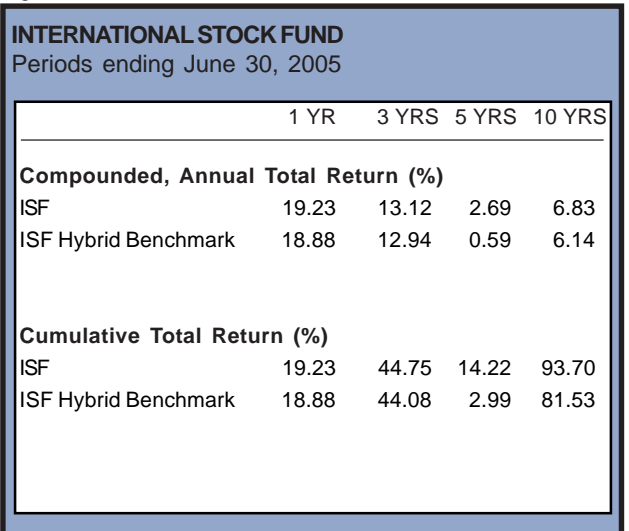 INTERNATIONAL STOCK FUND
Periods ending June 30, 2005
1 YR 3 YRS 5 YRS 10 YRS
Compounded, Annual Total Return (%)
ISF 19.23 13.12 2.69 6.83
ISF Hybrid Benchmark 18.88 12.94 0.59 6.14
Cumulative Total Return (%)
ISF 19.23 44.75 14.22 93.70
ISF Hybrid Benchmark 18.88 44.08 2.99 81.53